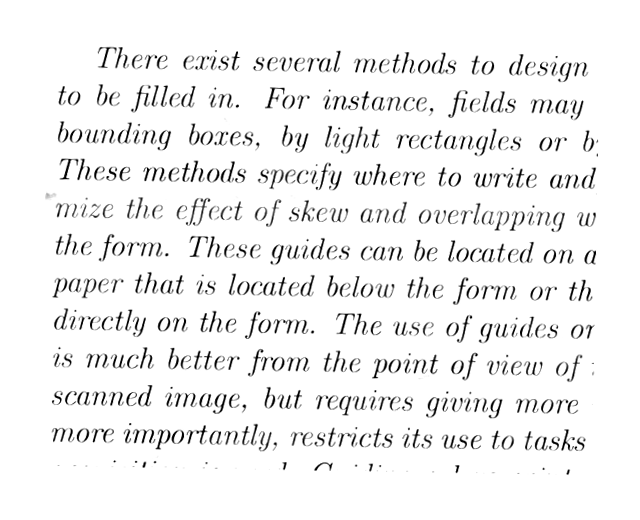 There exist several methods to design
to be filled in. For instance, fields may
bounding boxes, by light rectangles or by
These methods specify where to write and
mize the effect of skew and overlapping w
the form. These guides can be located on a
paper that is located below the form or th
directly on the form. The use of guides on
is much better from the point of view of
scanned image, but requires giving more
more importantly, restricts its use to tasks